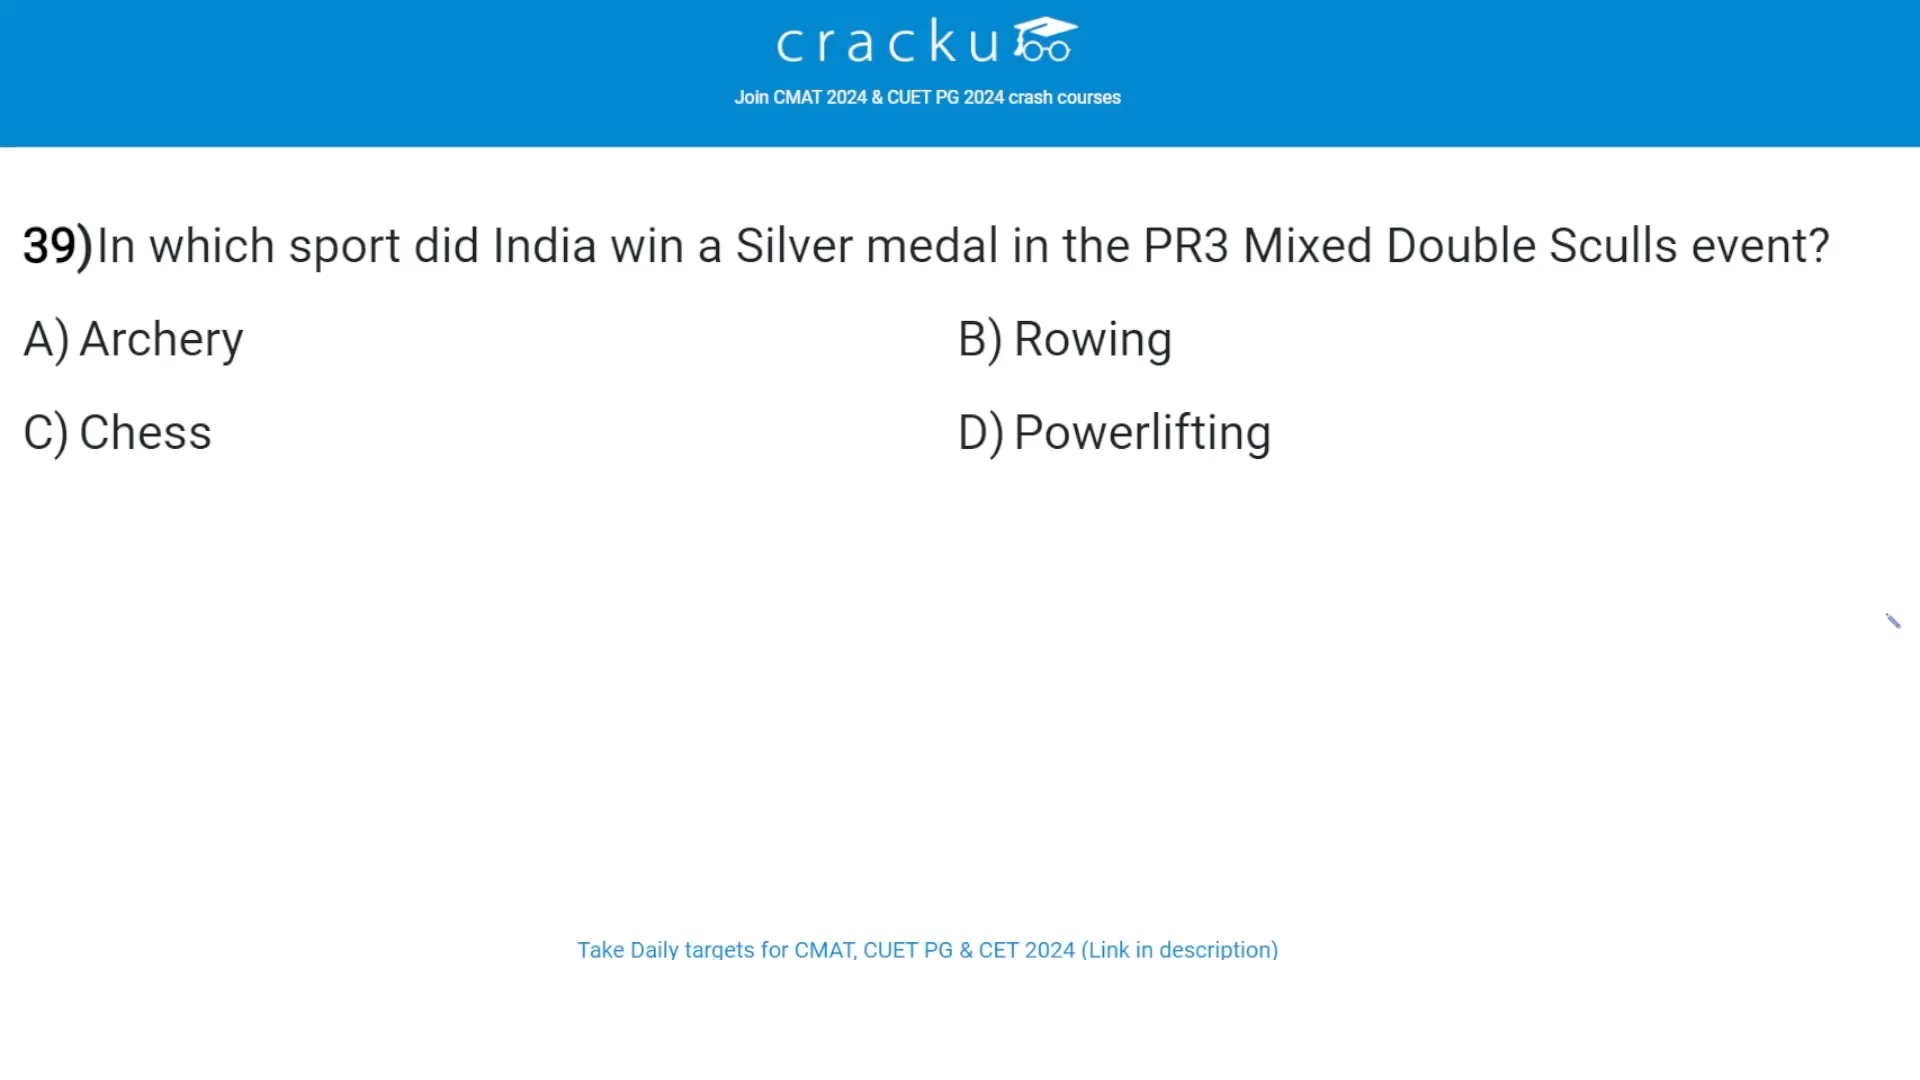 cracku
Join CMAT 2024 & CUET PG 2024 crash courses
39)In which sport did India win a Silver medal in the PR3 Mixed Double Sculls event?
A) Archery
B) Rowing
C) Chess
D) Powerlifting
Take Daily targets for CMAT, CUET PG & CET 2024 (Link in description)